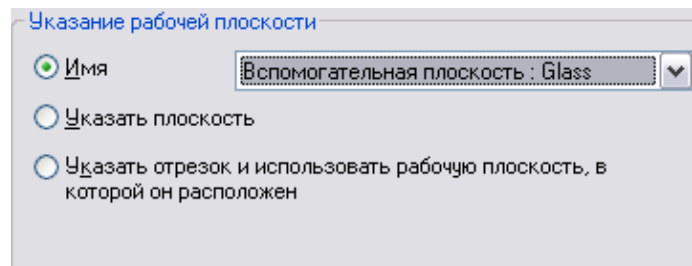 Указание рабочей плоскости
Имя
Вспомогательная плоскость : Glass
Указать плоскость
Указать отрезок и использовать рабочую плоскость, в
которой он расположен